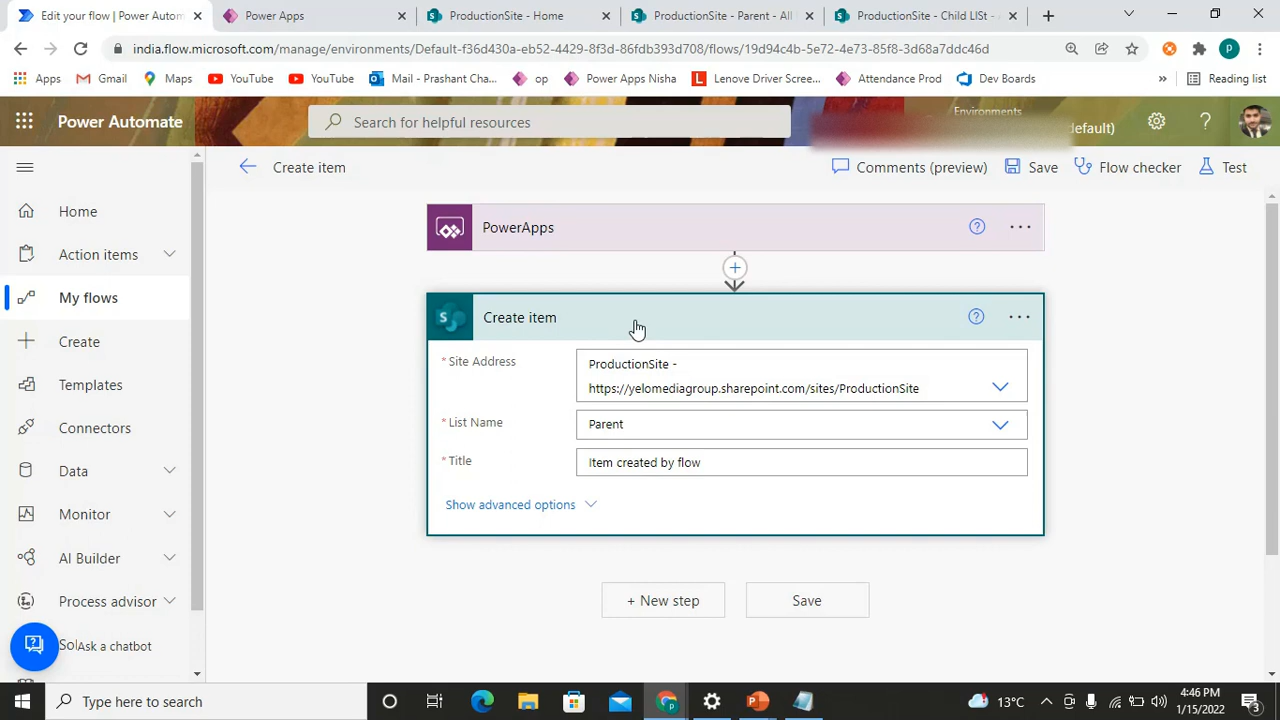 Edit your flow | Power Autom
Power Apps
ProductionSite - Home
ProductionSite - Parent - All
ProductionSite - Child LISt -
india.flow.microsoft.com/manage/environments/Default-f36d430a-eb52-4429-8f3d-86fdb393d708/flows/19d94c4b-5e72-4e73-85f8-3d68a7ddc46d
P
Apps
Gmail
Maps
YouTube
YouTube
Mail - Prashant Cha...
op
Power Apps Nisha
Lenove Driver Scree...
Attendance Prod
Dev Boards
»
Reading list
Power Automate
Search for helpful resources
Environments
(default)
Create item
Comments (preview)
Save
Flow checker
Test
Home
Action items
My flows
Create
Templates
Connectors
Data
Monitor
AI Builder
Process advisor
Sol
Ask a chatbot
PowerApps
Create item
* Site Address
ProductionSite -
https://yelomediagroup.sharepoint.com/sites/ProductionSite
* List Name
Parent
* Title
Item created by flow
Show advanced options
+ New step
Save
Type here to search
13°C
4:46 PM
1/15/2022
3